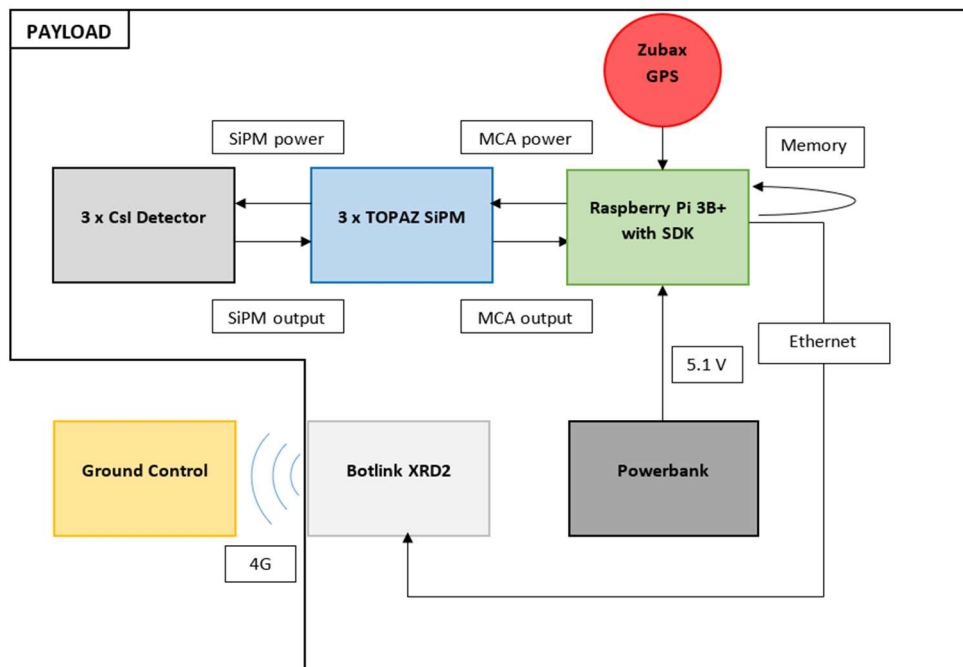 PAYLOAD
Zubax
GPS
SiPM power
MCA power
Memory
3 x CsI Detector
3 x TOPAZ SiPM
Raspberry Pi 3B+
with SDK
SiPM output
MCA output
Ethernet
5.1 V
Ground Control
Botlink XRD2
Powerbank
4G